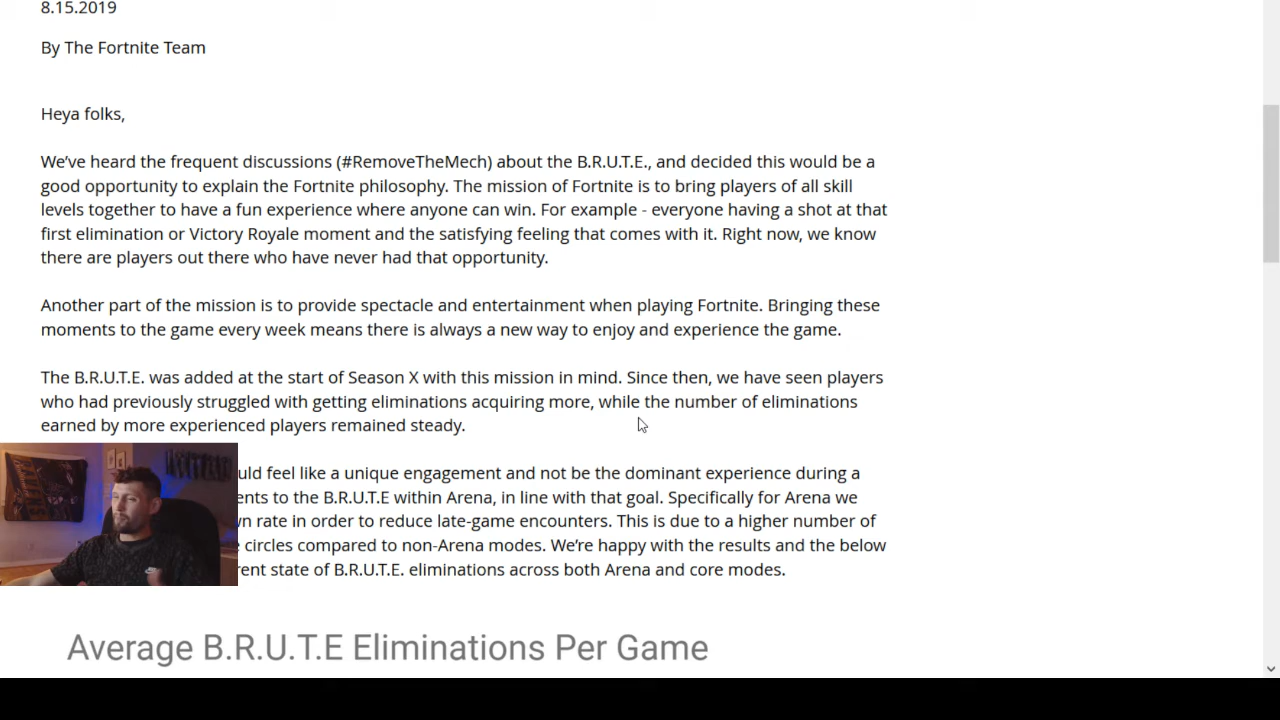 8.15.2019
By The Fortnite Team
Heya folks,
We've heard the frequent discussions (#RemoveTheMech) about the B.R.U.T.E., and decided this would be a
good opportunity to explain the Fortnite philosophy. The mission of Fortnite is to bring players of all skill
levels together to have a fun experience where anyone can win. For example - everyone having a shot at that
first elimination or Victory Royale moment and the satisfying feeling that comes with it. Right now, we know
there are players out there who have never had that opportunity.
Another part of the mission is to provide spectacle and entertainment when playing Fortnite. Bringing these
moments to the game every week means there is always a new way to enjoy and experience the game.
The B.R.U.T.E. was added at the start of Season X with this mission in mind. Since then, we have seen players
who had previously struggled with getting eliminations acquiring more, while the number of eliminations
earned by more experienced players remained steady.
uld feel like a unique engagement and not be the dominant experience during a
ents to the B.R.U.T.E within Arena, in line with that goal. Specifically for Arena we
wn rate in order to reduce late-game encounters. This is due to a higher number of
circles compared to non-Arena modes. We're happy with the results and the below
rent state of B.R.U.T.E. eliminations across both Arena and core modes.
Average B.R.U.T.E Eliminations Per Game